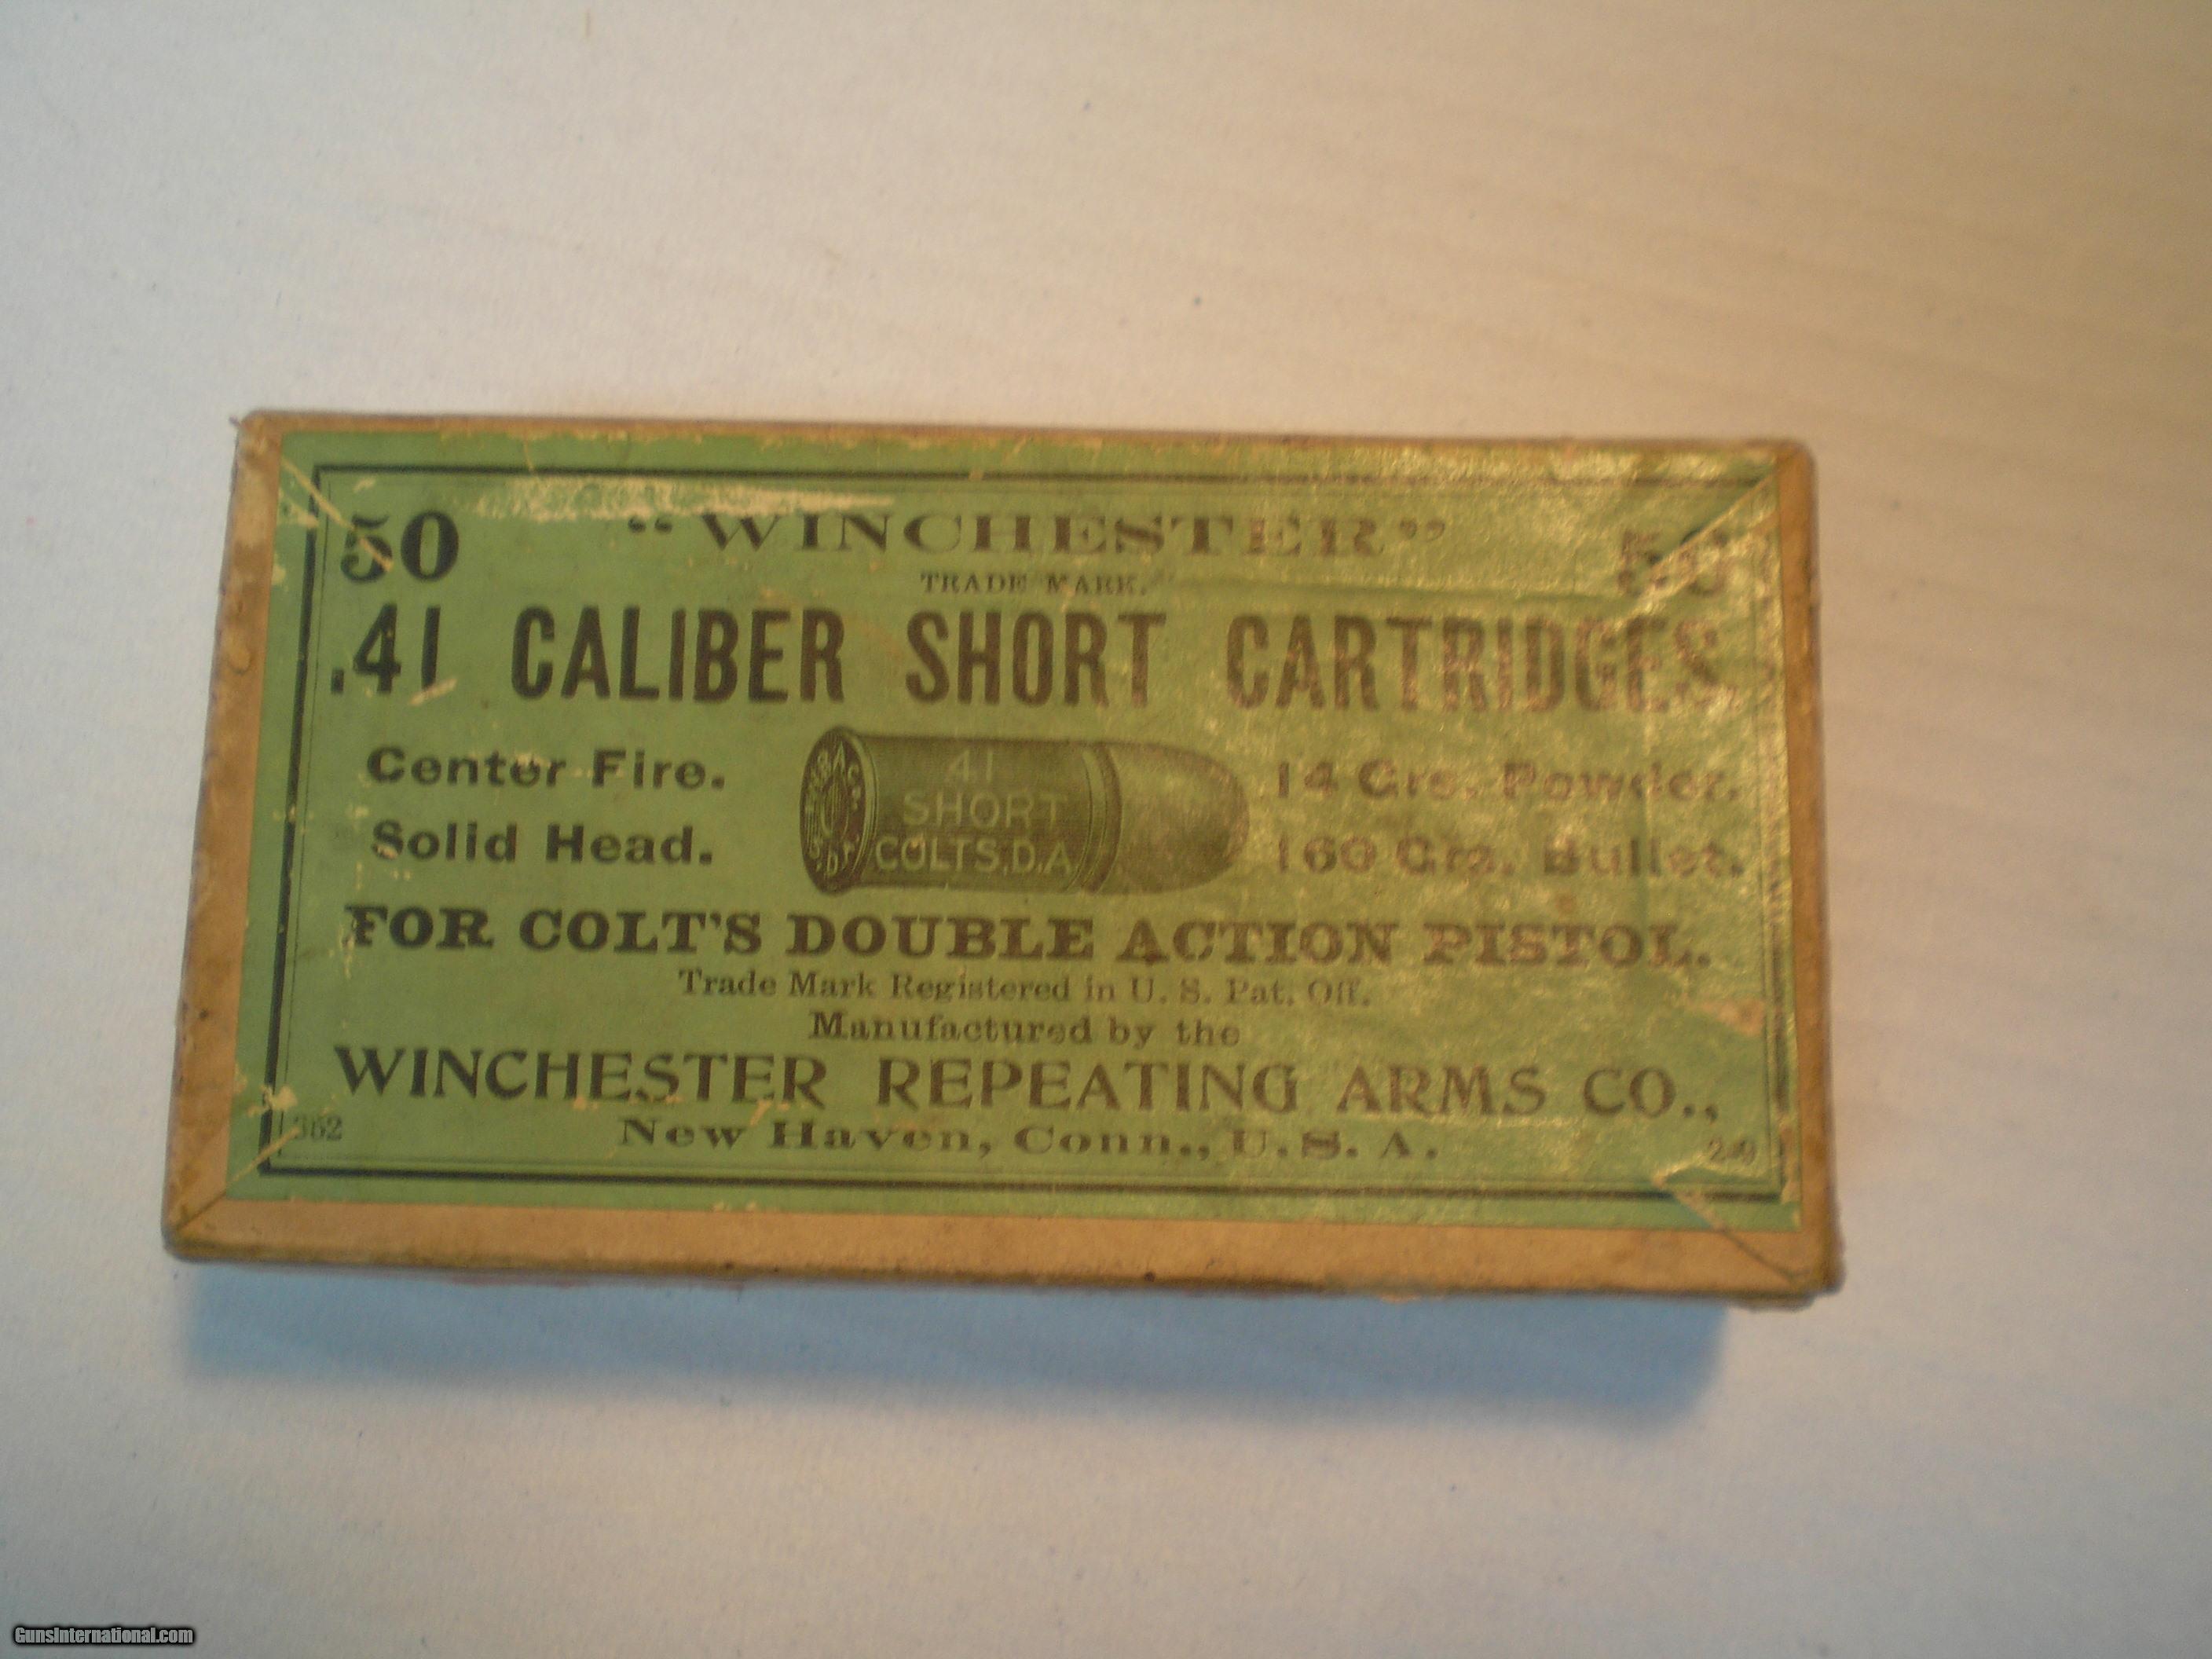 50 "WINCHESTER" 50
TRADE MARK.
.41 CALIBER SHORT CARTRIDGES.
Center Fire.
Solid Head.
41
SHORT
COLTS.D.A
14 Grs. Powder.
160 Grs. Bullet.
FOR COLT'S DOUBLE ACTION PISTOL.
Trade Mark Registered in U. S. Pat. Off.
Manufactured by the
WINCHESTER REPEATING ARMS CO.,
New Haven, Conn., U.S.A.
GunsInternational.com